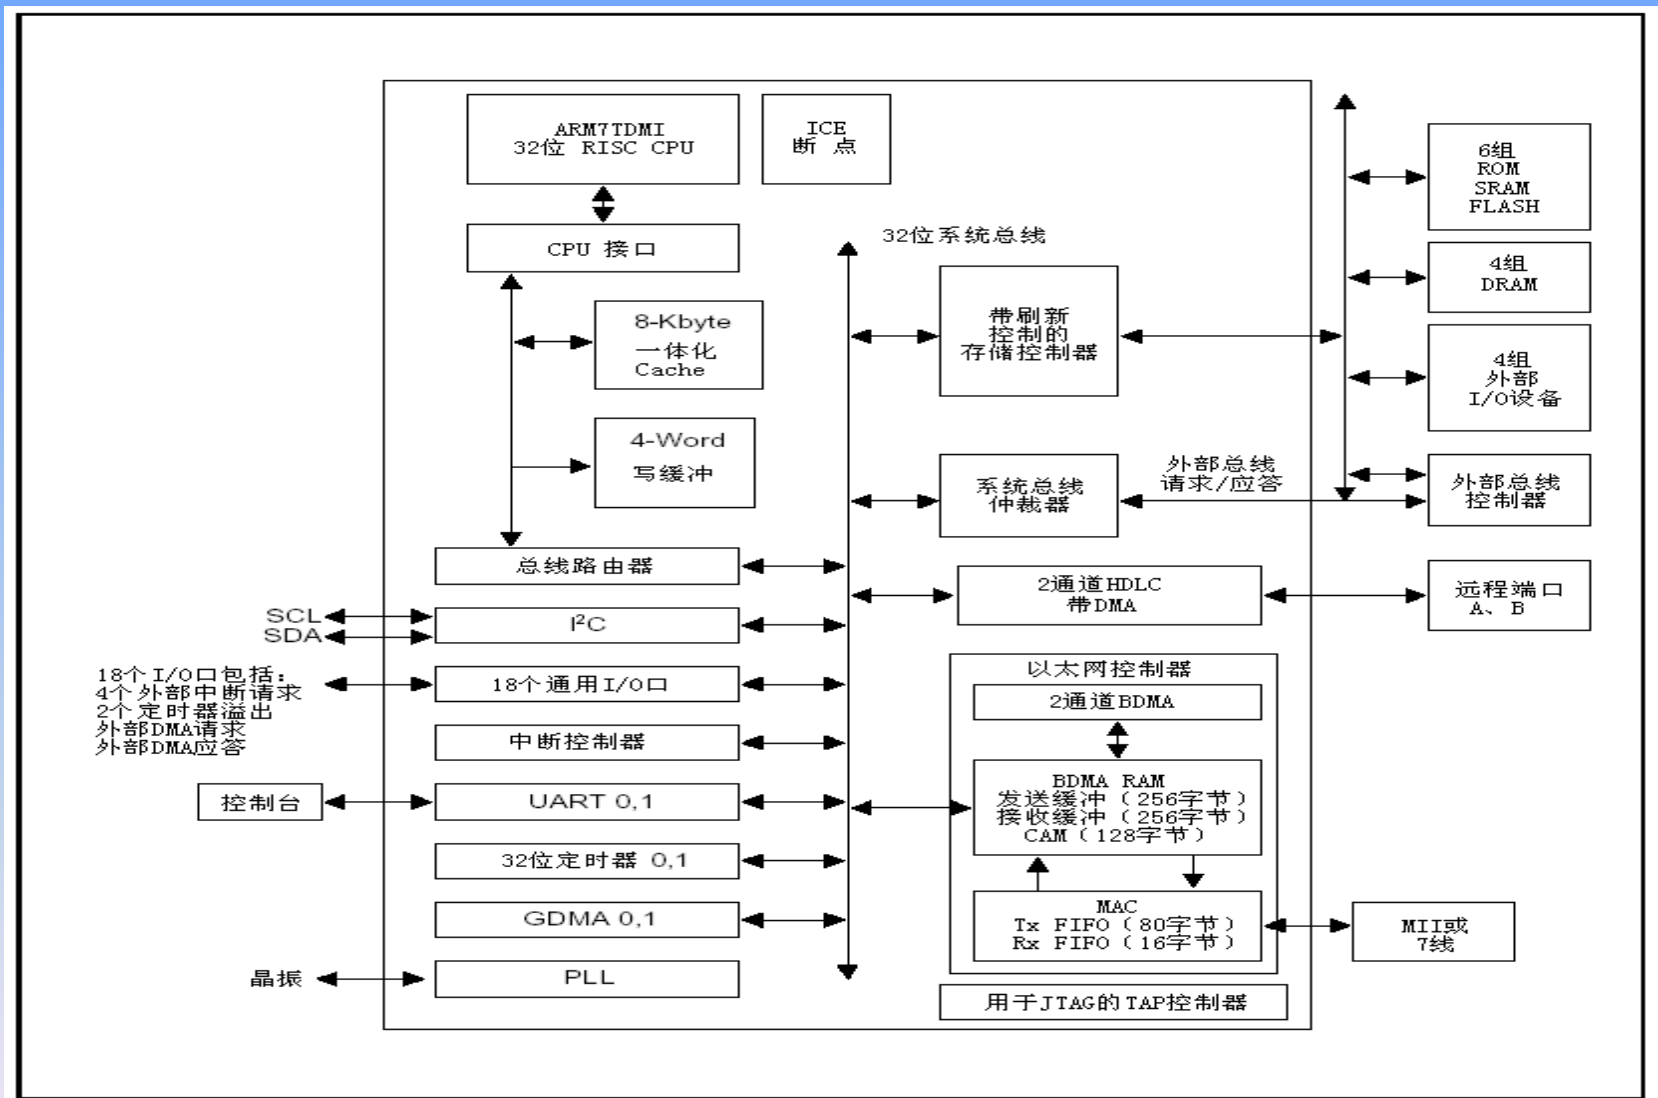 ARM7TDMI
32位 RISC CPU
ICE
断 点
CPU 接口
8-Kbyte
一体化
Cache
4-Word
写缓冲
总线路由器
SCL
SDA
I²C
18个I/O口包括:
4个外部中断请求
2个定时器溢出
外部DMA请求
外部DMA应答
18个通用I/O口
中断控制器
控制台
UART 0,1
32位定时器 0,1
GDMA 0,1
晶振
PLL
32位系统总线
带刷新
控制的
存储控制器
系统总线
仲裁器
外部总线
请求/应答
2通道HDLC
带DMA
以太网控制器
2通道BDMA
BDMA RAM
发送缓冲（256字节）
接收缓冲（256字节）
CAM（128字节）
MAC
Tx FIFO（80字节）
Rx FIFO（16字节）
用于JTAG的TAP控制器
6组
ROM
SRAM
FLASH
4组
DRAM
4组
外部
I/O设备
外部总线
控制器
远程端口
A、B
MII或
7线